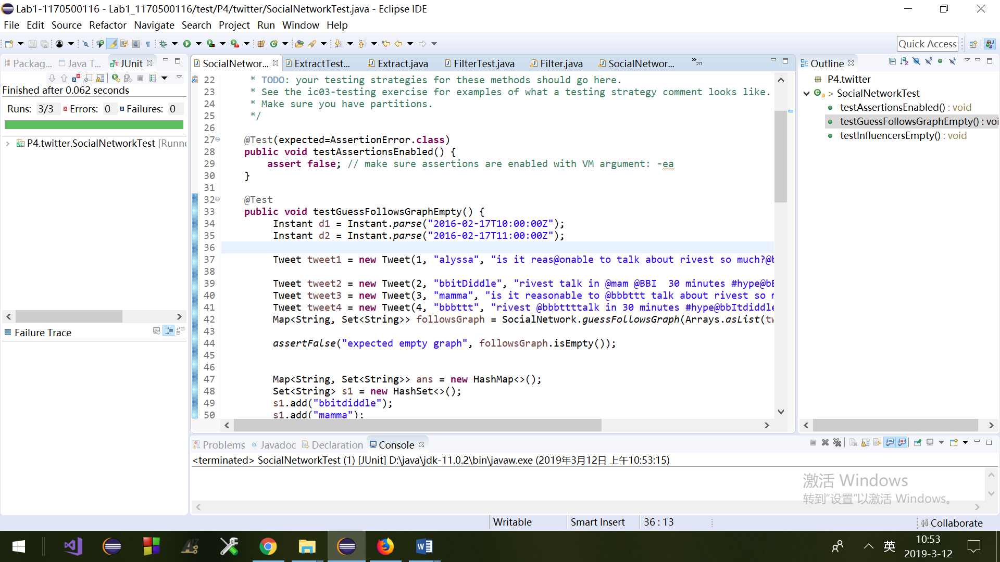 Lab1-1170500116 - Lab1_1170500116/test/P4/twitter/SocialNetworkTest.java - Eclipse IDE
File Edit Source Refactor Navigate Search Project Run Window Help
Quick Access
Packag... Java T... JUnit
Finished after 0.062 seconds
Runs: 3/3 Errors: 0 Failures: 0
P4.twitter.SocialNetworkTest [Runne
Failure Trace
SocialNetwor... ExtractTest... Extract.java FilterTest.java Filter.java SocialNetwor... »20
22 * TODO: your testing strategies for these methods should go here.
23 * See the ic03-testing exercise for examples of what a testing strategy comment looks like.
24 * Make sure you have partitions.
25 */
26
27 @Test(expected=AssertionError.class)
28 public void testAssertionsEnabled() {
29 assert false; // make sure assertions are enabled with VM argument: -ea
30 }
31
32 @Test
33 public void testGuessFollowsGraphEmpty() {
34 Instant d1 = Instant.parse("2016-02-17T10:00:00Z");
35 Instant d2 = Instant.parse("2016-02-17T11:00:00Z");
36
37 Tweet tweet1 = new Tweet(1, "alyssa", "is it reas@onable to talk about rivest so much?@b
38
39 Tweet tweet2 = new Tweet(2, "bbitDiddle", "rivest talk in @mam @BBI  30 minutes #hype@bB
40 Tweet tweet3 = new Tweet(3, "mamma", "is it reasonable to @bbbttt talk about rivest so m
41 Tweet tweet4 = new Tweet(4, "bbbttt", "rivest @bbbttttalk in 30 minutes #hype@bbItdiddle
42 Map<String, Set<String>> followsGraph = SocialNetwork.guessFollowsGraph(Arrays.asList(tw
43
44 assertFalse("expected empty graph", followsGraph.isEmpty());
45
46
47 Map<String, Set<String>> ans = new HashMap<>();
48 Set<String> s1 = new HashSet<>();
49 s1.add("bbitdiddle");
50 s1.add("mamma");
Outline
P4.twitter
> SocialNetworkTest
testAssertionsEnabled() : void
testGuessFollowsGraphEmpty() : voi
testInfluencersEmpty() : void
Problems @ Javadoc Declaration Console
<terminated> SocialNetworkTest (1) [JUnit] D:\java\jdk-11.0.2\bin\javaw.exe (2019年3月12日 上午10:53:15)
激活 Windows
转到“设置”以激活 Windows。
Writable Smart Insert 36 : 13
Collaborate
英
10:53
2019-3-12